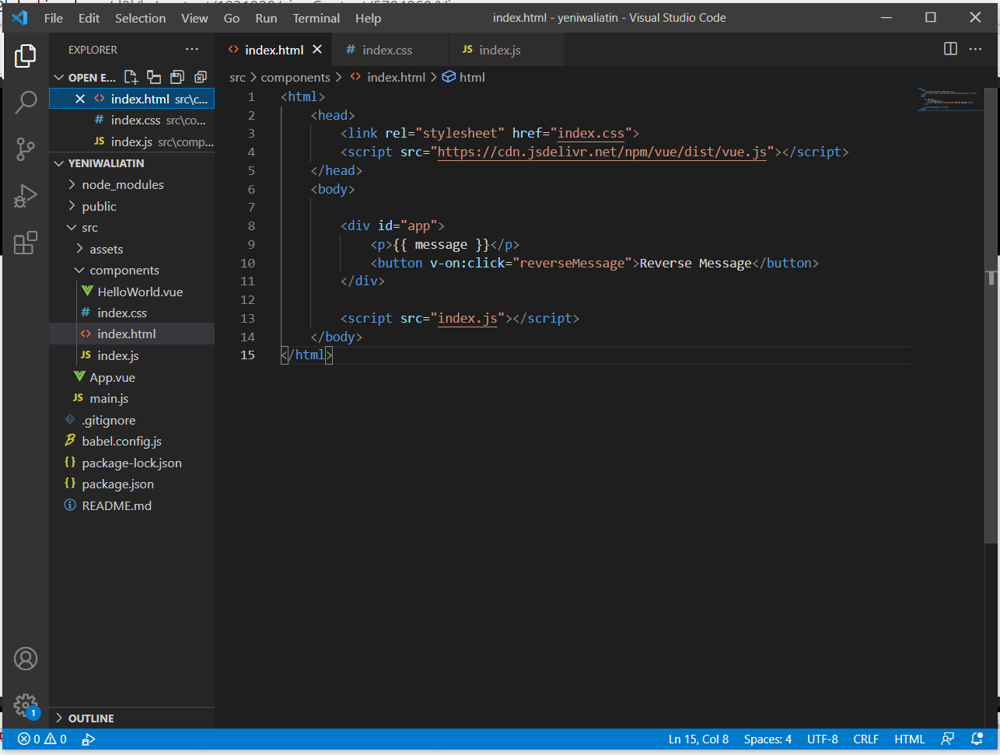 File Edit Selection View Go Run Terminal Help index.html - yeniwaliatin - Visual Studio Code
EXPLORER
index.html
# index.css
JS index.js
OPEN E...
index.html src\c...
# index.css src\co...
JS index.js src\comp...
YENIWALIATIN
node_modules
public
src
assets
components
HelloWorld.vue
# index.css
<> index.html
JS index.js
App.vue
JS main.js
.gitignore
babel.config.js
{} package-lock.json
{} package.json
README.md
OUTLINE
src > components > <> index.html > html
1 <html>
2 <head>
3 <link rel="stylesheet" href="index.css">
4 <script src="https://cdn.jsdelivr.net/npm/vue/dist/vue.js"></script>
5 </head>
6 <body>
7
8 <div id="app">
9 <p>{{ message }}</p>
10 <button v-on:click="reverseMessage">Reverse Message</button>
11 </div>
12
13 <script src="index.js"></script>
14 </body>
15 </html>
1
0 0 Ln 15, Col 8 Spaces: 4 UTF-8 CRLF HTML